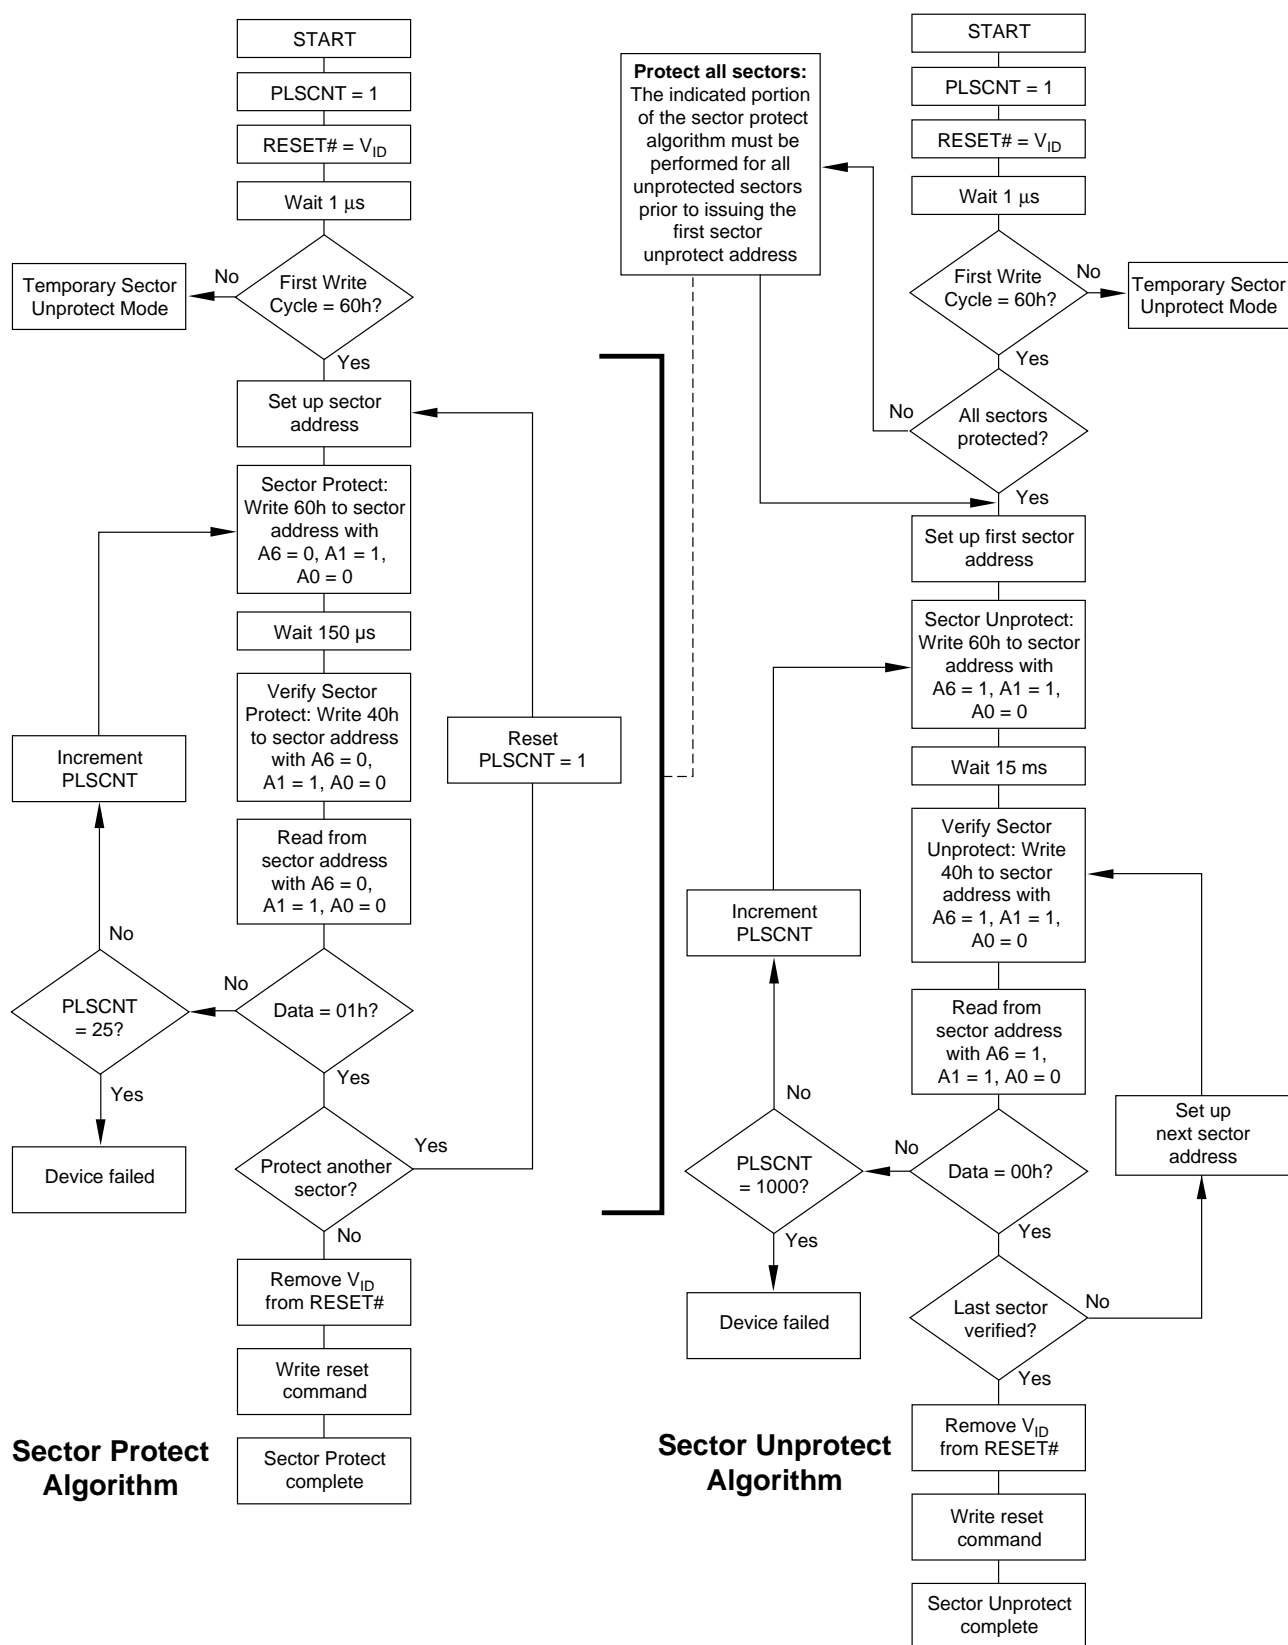 START
PLSCNT = 1
RESET# = VID
Wait 1 μs
First Write
Cycle = 60h?
No
Temporary Sector
Unprotect Mode
Yes
Set up sector
address
Sector Protect:
Write 60h to sector
address with
A6 = 0, A1 = 1,
A0 = 0
Wait 150 µs
Verify Sector
Protect: Write 40h
to sector address
with A6 = 0,
A1 = 1, A0 = 0
Reset
PLSCNT = 1
Increment
PLSCNT
Read from
sector address
with A6 = 0,
A1 = 1, A0 = 0
No
PLSCNT
= 25?
No
Data = 01h?
Yes
Yes
Device failed
Protect another
sector?
Yes
No
Remove VID
from RESET#
Write reset
command
Sector Protect
complete
Sector Protect
Algorithm
Protect all sectors:
The indicated portion
of the sector protect
algorithm must be
performed for all
unprotected sectors
prior to issuing the
first sector
unprotect address
START
PLSCNT = 1
RESET# = VID
Wait 1 μs
First Write
Cycle = 60h?
No
Temporary Sector
Unprotect Mode
Yes
No
All sectors
protected?
Yes
Set up first sector
address
Sector Unprotect:
Write 60h to sector
address with
A6 = 1, A1 = 1,
A0 = 0
Wait 15 ms
Verify Sector
Unprotect: Write
40h to sector
address with
A6 = 1, A1 = 1,
A0 = 0
Increment
PLSCNT
Read from
sector address
with A6 = 1,
A1 = 1, A0 = 0
No
Set up
next sector
address
PLSCNT
= 1000?
No
Data = 00h?
Yes
Yes
Device failed
Last sector
verified?
No
Yes
Remove VID
from RESET#
Write reset
command
Sector Unprotect
complete
Sector Unprotect
Algorithm